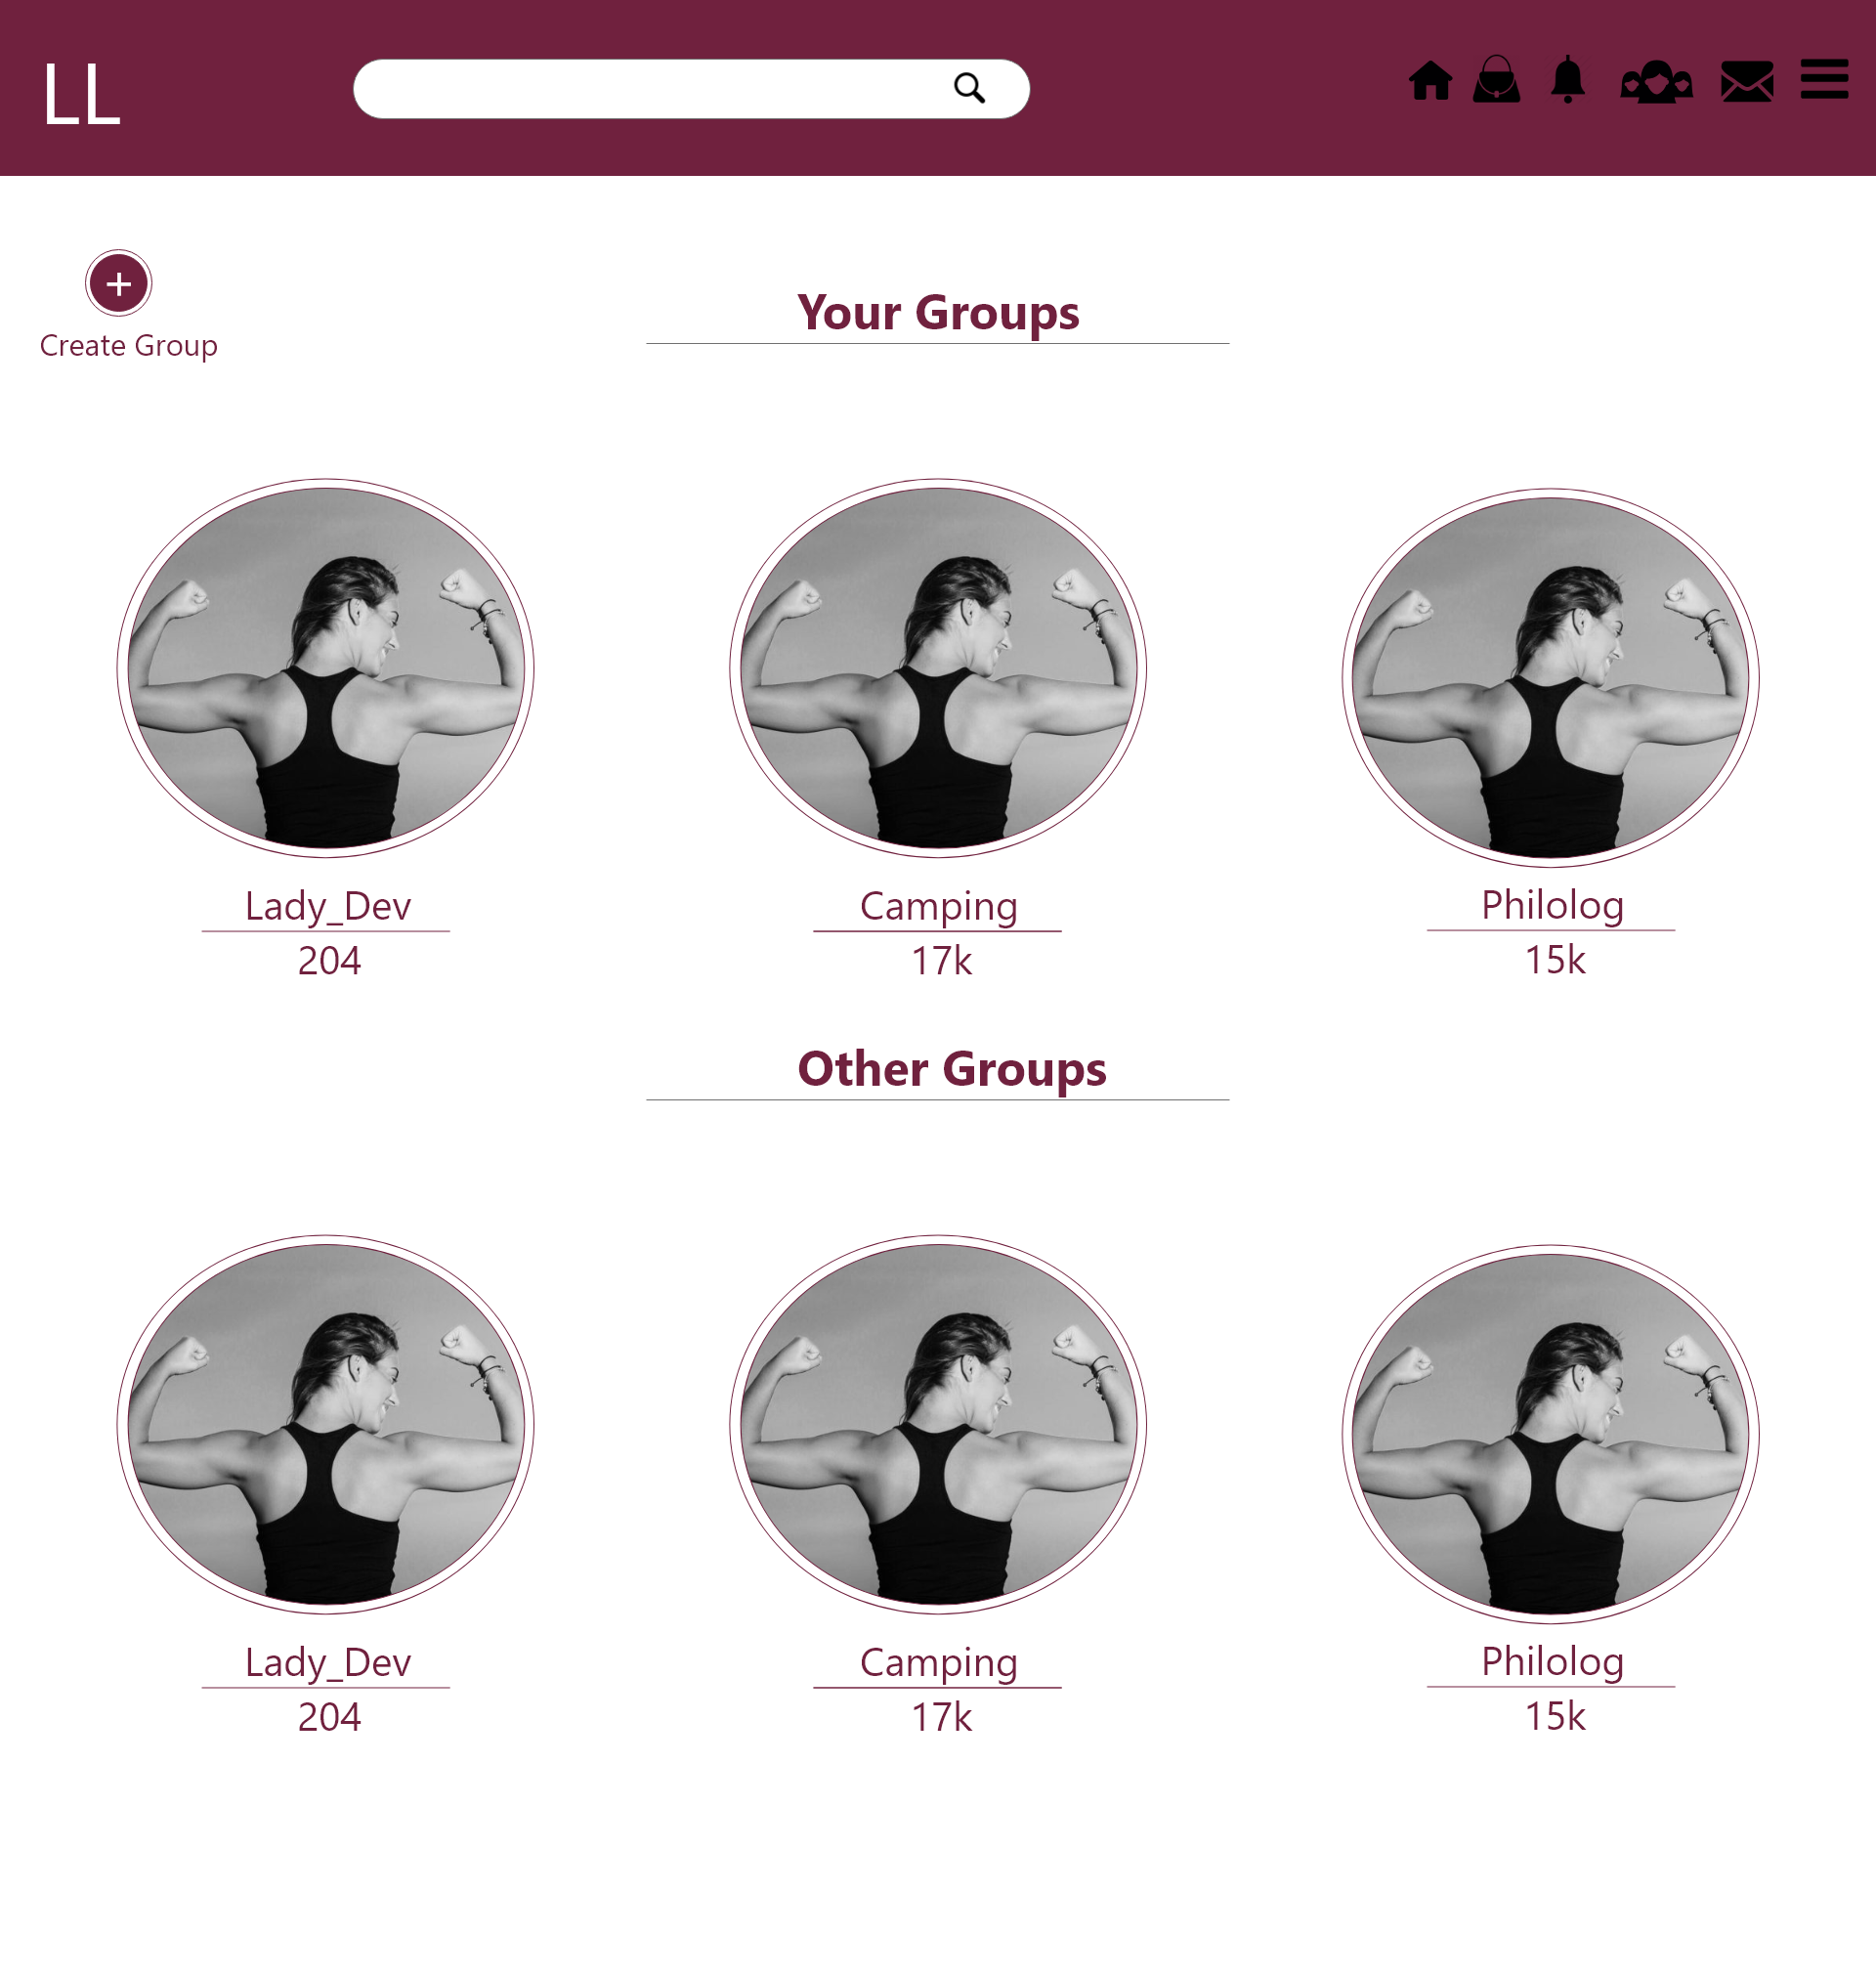 LL
+
Create Group
Your Groups
Lady_Dev
204
Camping
17k
Philolog
15k
Other Groups
Lady_Dev
204
Camping
17k
Philolog
15k